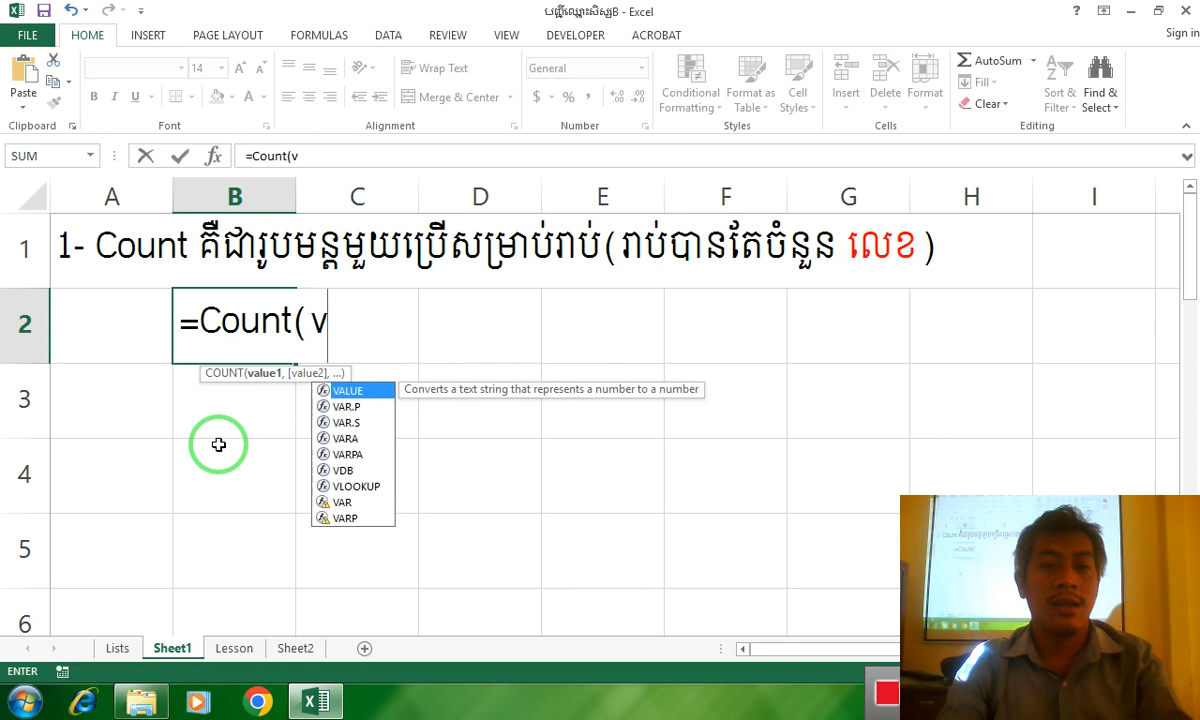 បញ្ជីឈ្មោះសិស្សB - Excel
Sign in
FILE HOME INSERT PAGE LAYOUT FORMULAS DATA REVIEW VIEW DEVELOPER ACROBAT
Paste
14
Wrap Text
Merge & Center
General
Conditional Formatting
Format as Table
Cell Styles
Insert
Delete
Format
AutoSum
Fill
Clear
Sort & Filter
Find & Select
Clipboard Font Alignment Number Styles Cells Editing
SUM
=Count(v
A B C D E F G H I
1
1- Count គឺជារូបមន្តមួយប្រើសម្រាប់រាប់(រាប់បានតែចំនួន លេខ)
2
=Count(v
COUNT(value1, [value2], ...)
VALUE
Converts a text string that represents a number to a number
VAR.P
VAR.S
VARA
VARPA
VDB
VLOOKUP
VAR
VARP
3
4
5
6
Lists Sheet1 Lesson Sheet2
ENTER